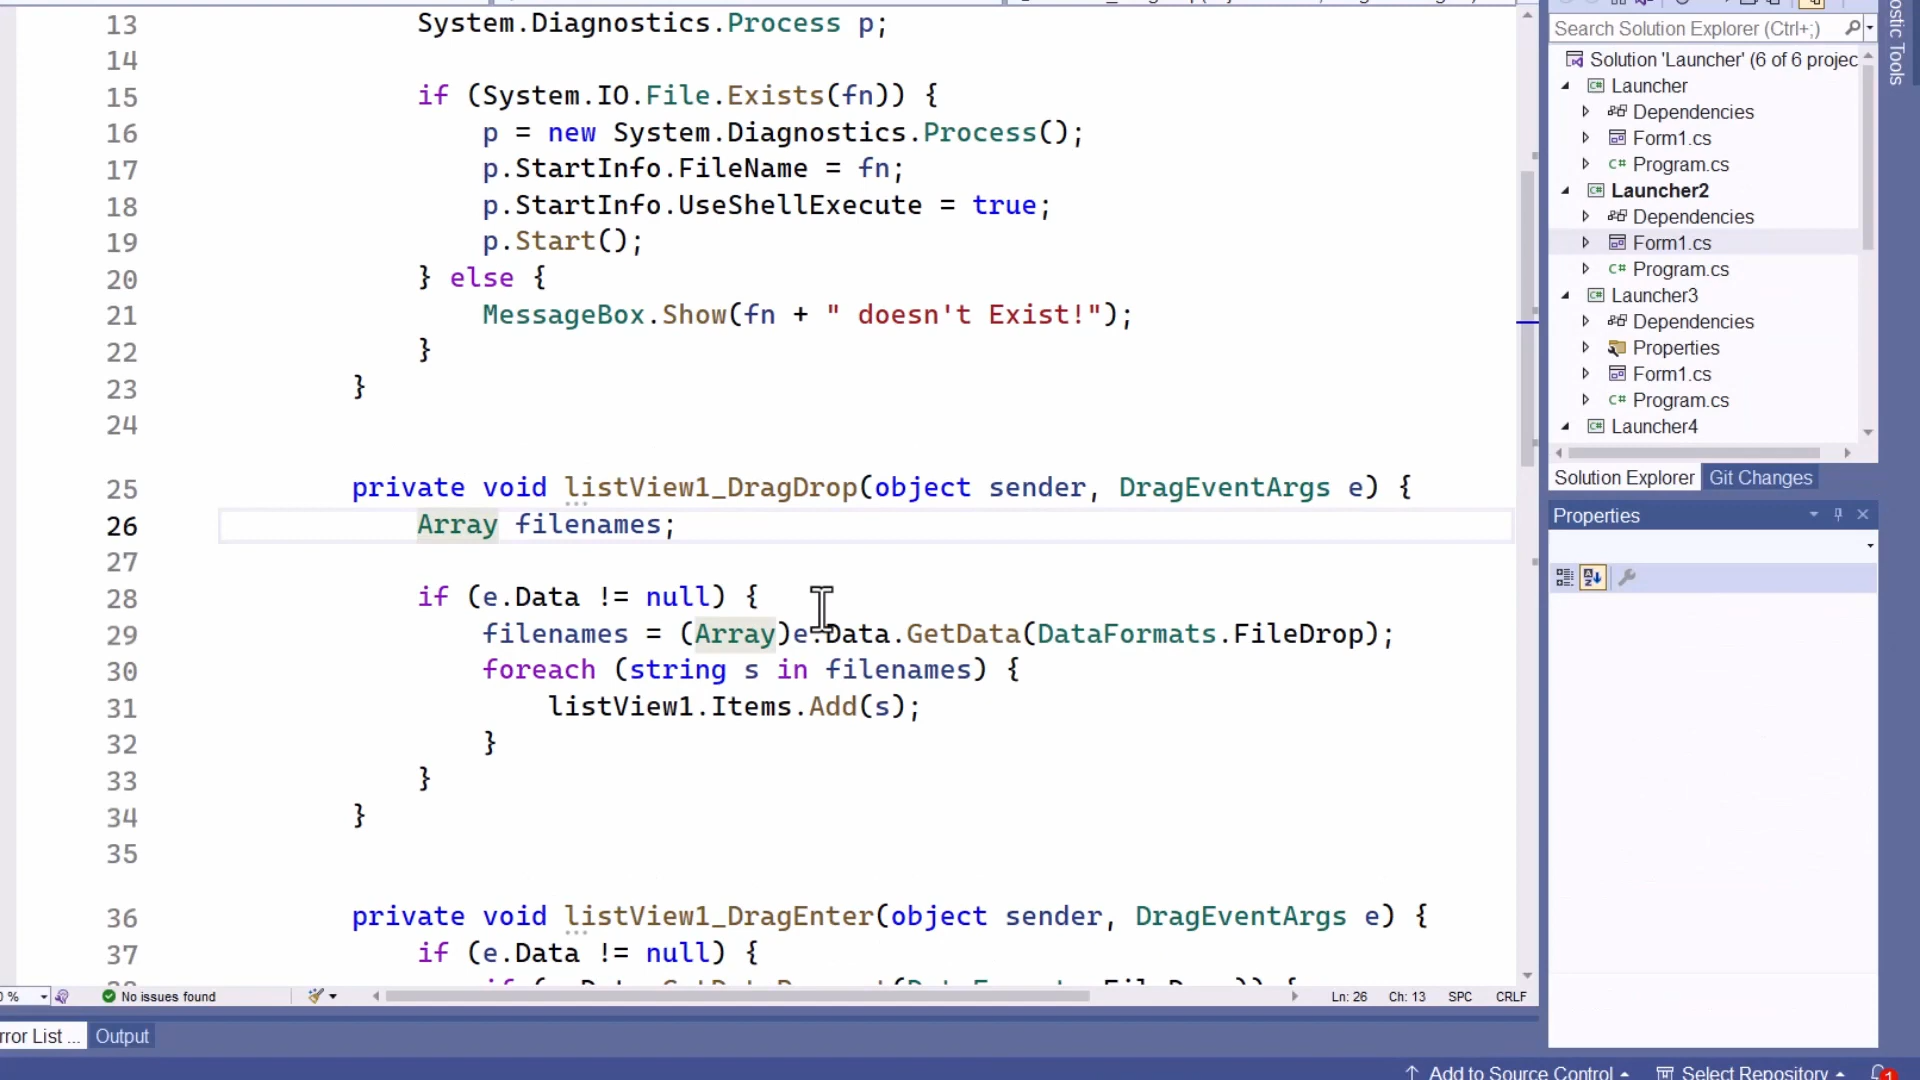 13 System.Diagnostics.Process p;
14
15 if (System.IO.File.Exists(fn)) {
16 p = new System.Diagnostics.Process();
17 p.StartInfo.FileName = fn;
18 p.StartInfo.UseShellExecute = true;
19 p.Start();
20 } else {
21 MessageBox.Show(fn + " doesn't Exist!");
22 }
23 }
24
25 private void listView1_DragDrop(object sender, DragEventArgs e) {
26 Array filenames;
27
28 if (e.Data != null) {
29 filenames = (Array)e.Data.GetData(DataFormats.FileDrop);
30 foreach (string s in filenames) {
31 listView1.Items.Add(s);
32 }
33 }
34 }
35
36 private void listView1_DragEnter(object sender, DragEventArgs e) {
37 if (e.Data != null) {
%
No issues found
Ln: 26 Ch: 13 SPC CRLF
rror List ... Output
Search Solution Explorer (Ctrl+;)
Solution 'Launcher' (6 of 6 projec
Launcher
Dependencies
Form1.cs
C# Program.cs
Launcher2
Dependencies
Form1.cs
C# Program.cs
Launcher3
Dependencies
Properties
Form1.cs
C# Program.cs
Launcher4
Solution Explorer Git Changes
Properties
ostic Tools
Add to Source Control Select Repository 1